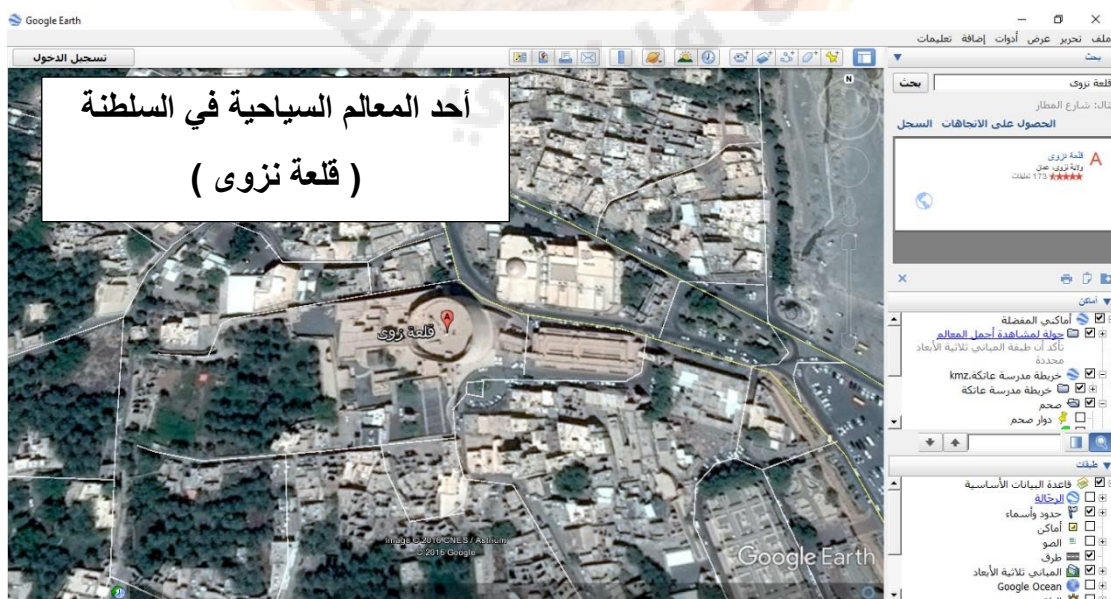 Google Earth
ملف تحرير عرض أدوات إضافة تعليمات
تسجيل الدخول
بحث
أحد المعالم السياحية في السلطنة
( قلعة نزوى )
قلعة نزوى
بحث
مثال: شارع المطار
الحصول على الاتجاهات السجل
A
قلعة نزوى
ولاية نزوى، عمان
173 تعليقات
N
A
قلعة نزوى
أماكن
أماكني المفضلة
جولة لمشاهدة أجمل المعالم
تأكد أن طبقة المباني ثلاثية الأبعاد
محددة
خريطة مدرسة عاتكة.kmz
خريطة مدرسة عاتكة
صحم
دوار صحم
طبقات
قاعدة البيانات الأساسية
الرحّالة
حدود وأسماء
أماكن
الصو
طرق
المباني ثلاثية الأبعاد
Google Ocean
Image © 2016 CNES / Astrium
© 2016 Google
Google Earth